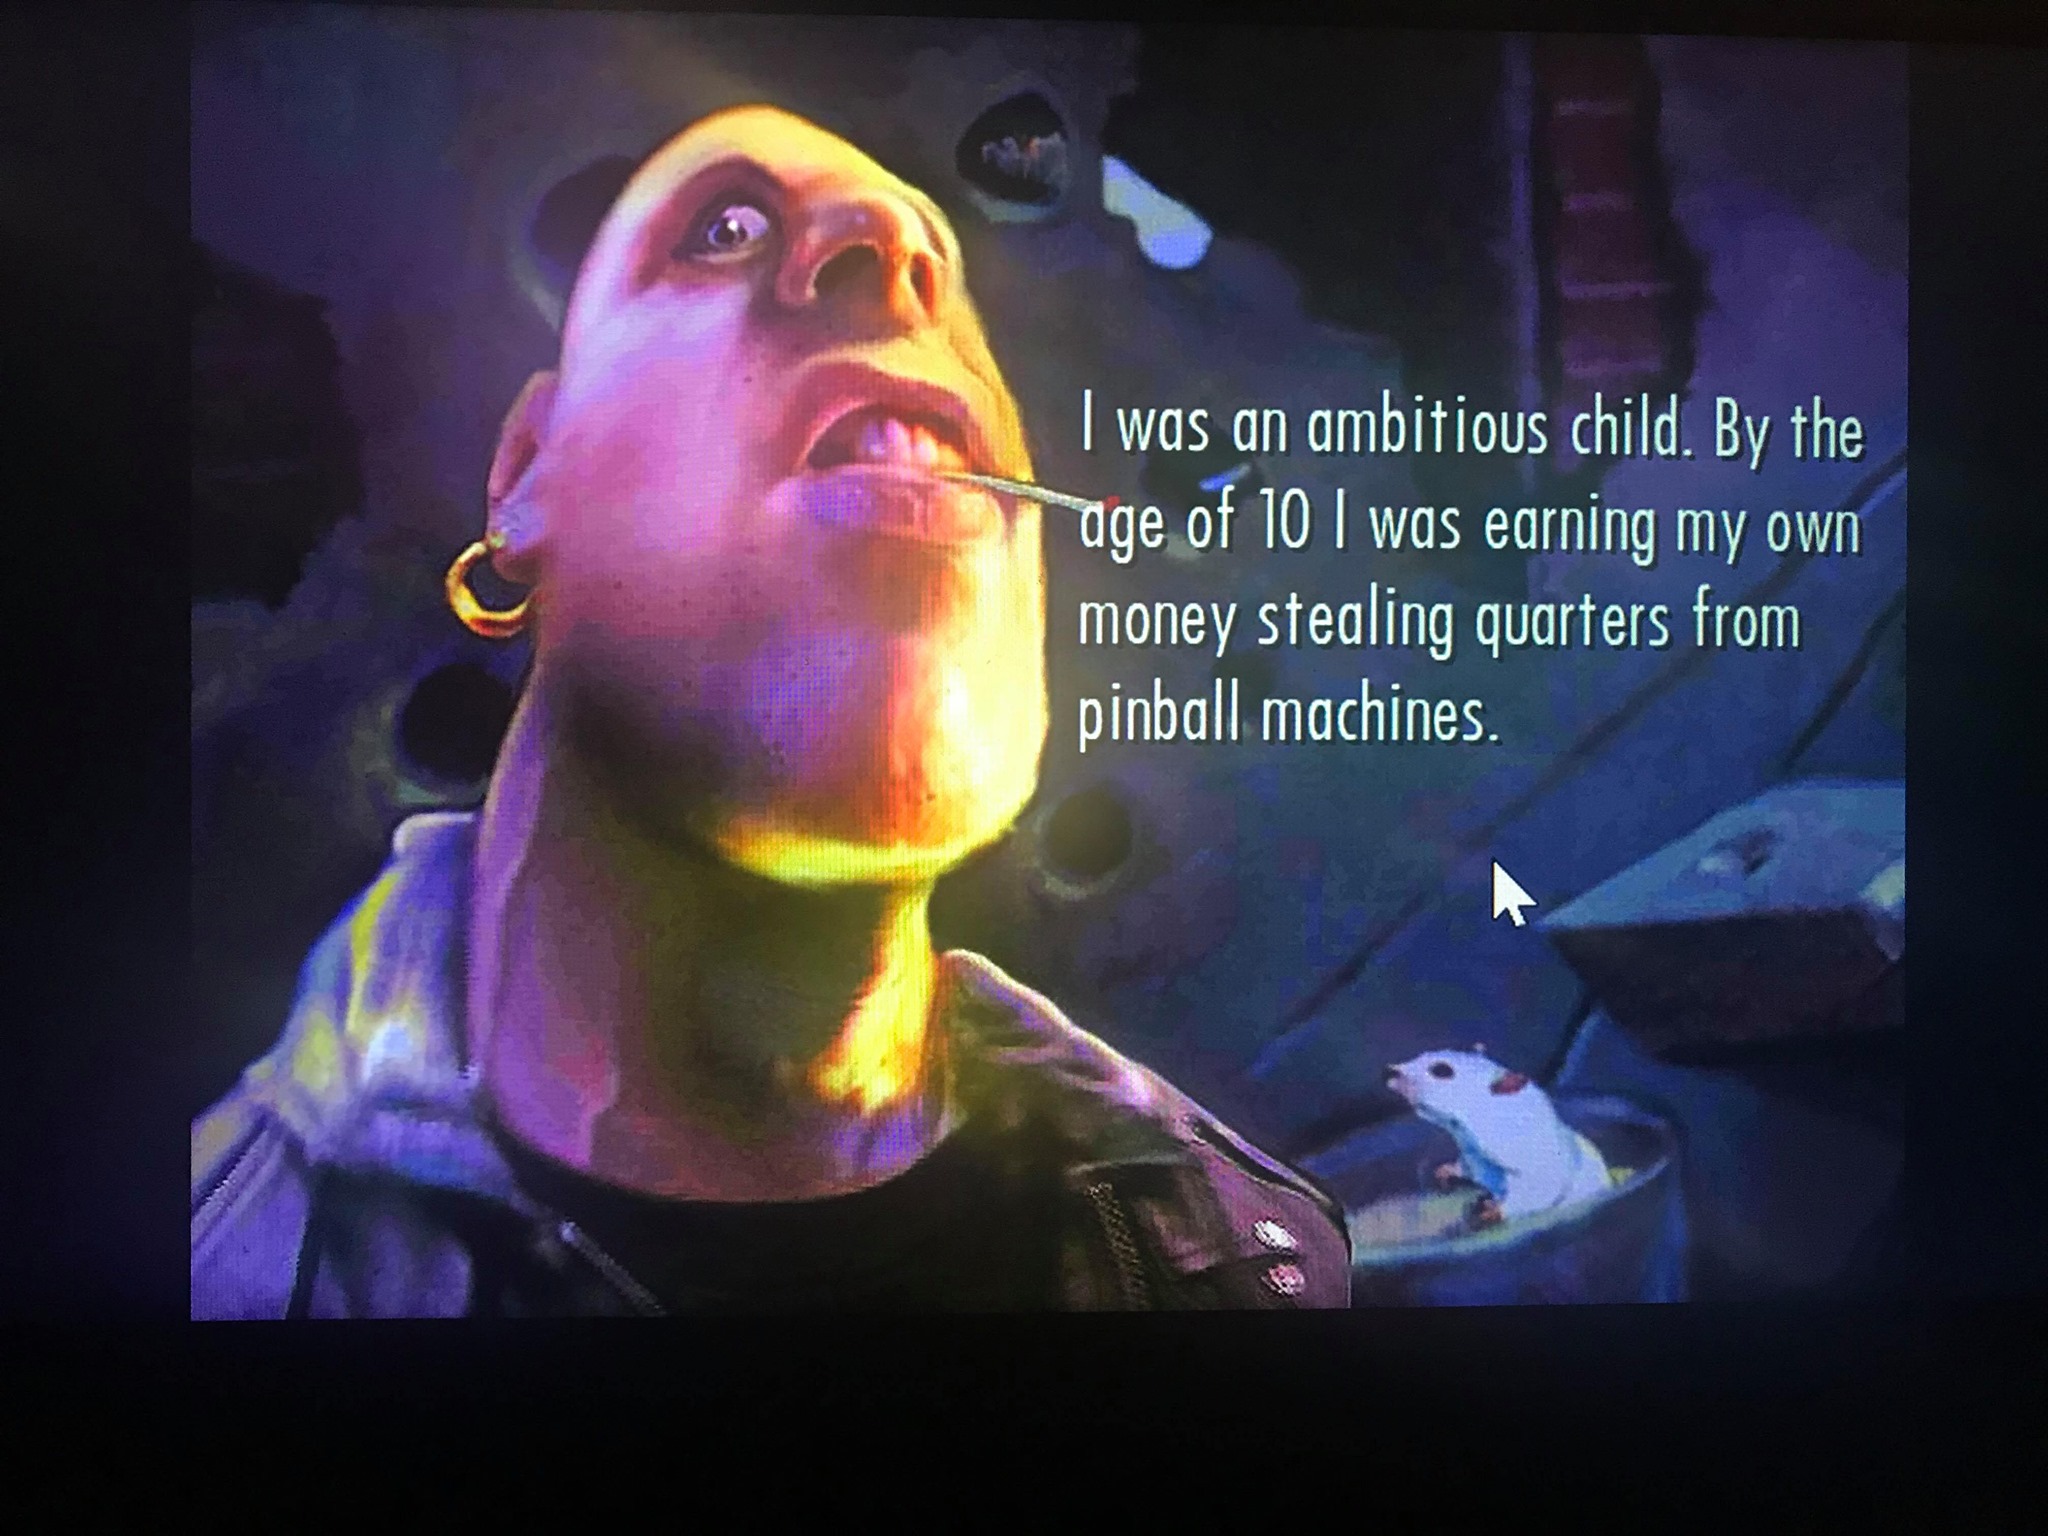 I was an ambitious child. By the
age of 10 I was earning my own
money stealing quarters from
pinball machines.